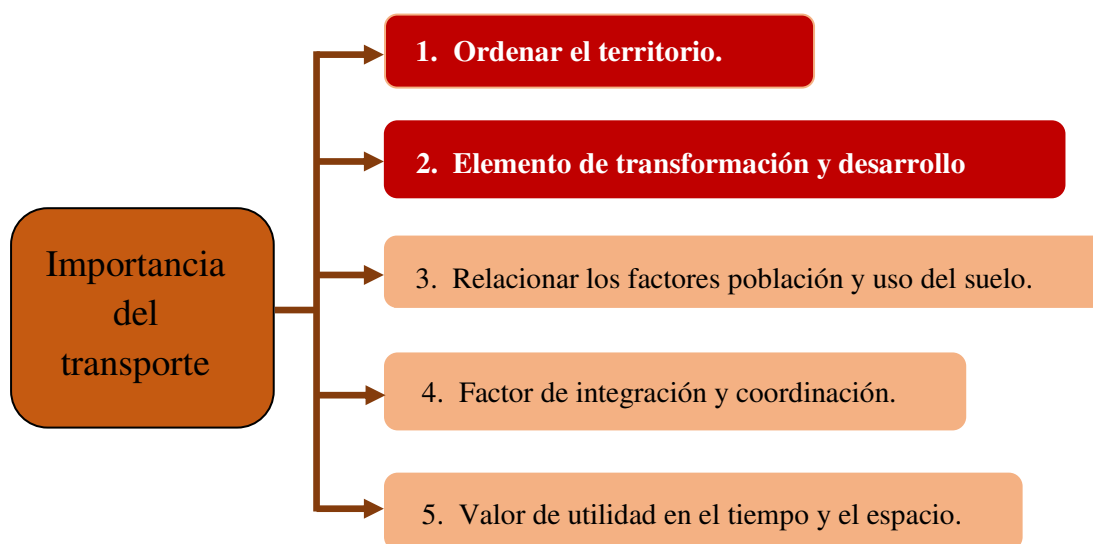 Importancia
del
transporte
1. Ordenar el territorio.
2. Elemento de transformación y desarrollo
3. Relacionar los factores población y uso del suelo.
4. Factor de integración y coordinación.
5. Valor de utilidad en el tiempo y el espacio.